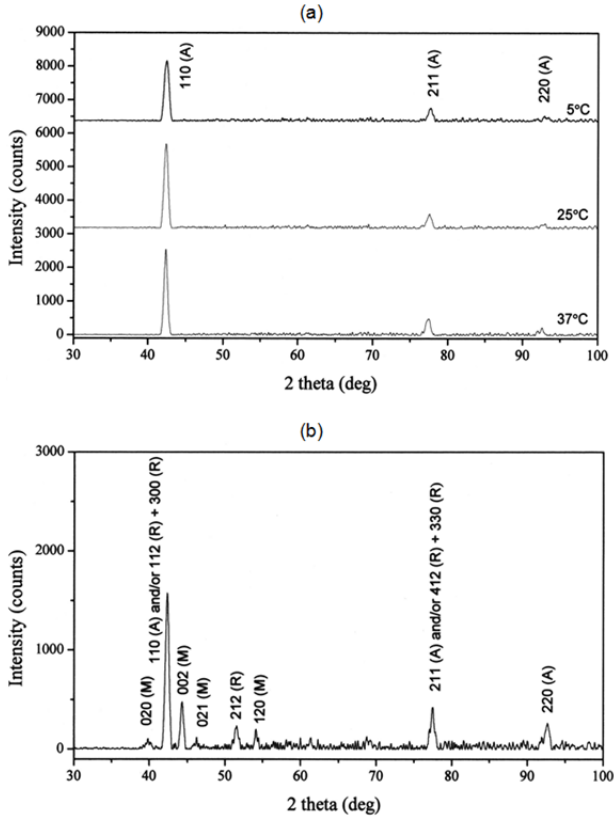 (a)
9000
8000
7000
6000
5000
4000
3000
2000
1000
0
Intensity (counts)
110 (A)
211 (A)
220 (A)
5ºC
25ºC
37ºC
30 40 50 60 70 80 90 100
2 theta (deg)
(b)
3000
2000
1000
0
Intensity (counts)
020 (M)
110 (A) and/or 112 (R) + 300 (R)
002 (M)
021 (M)
212 (R)
120 (M)
211 (A) and/or 412 (R) + 330 (R)
220 (A)
30 40 50 60 70 80 90 100
2 theta (deg)